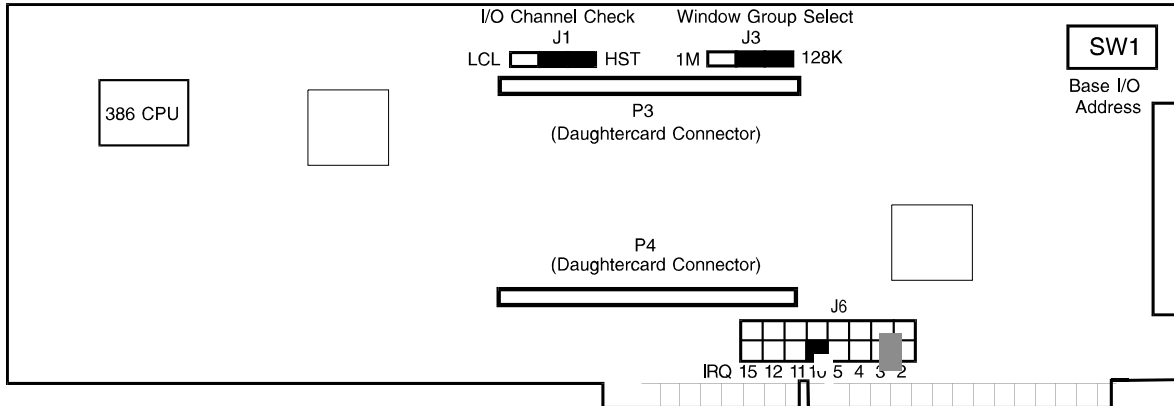 I/O Channel Check
J1
LCL HST
Window Group Select
J3
1M 128K
SW1
Base I/O
Address
386 CPU
P3
(Daughtercard Connector)
P4
(Daughtercard Connector)
J6
IRQ 15 12 11 5 4 3 2